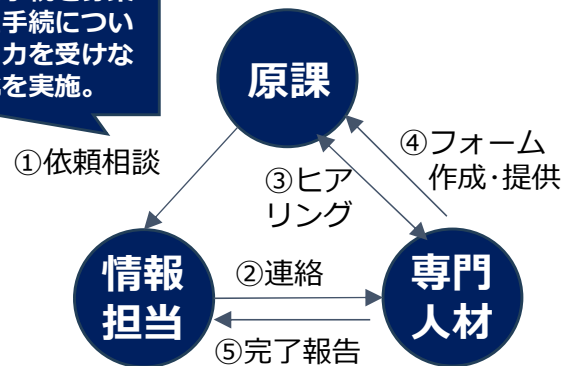 手続につい
力を受けな
を実施。
原課
①依頼相談
④フォーム
作成･提供
③ヒア
リング
情報
担当
②連絡
専門
人材
⑤完了報告